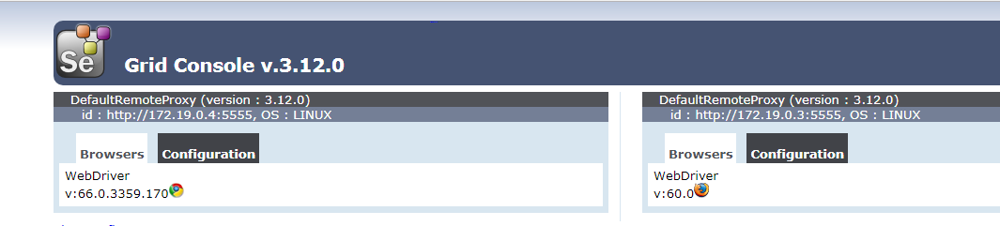 Se
Grid Console v.3.12.0
DefaultRemoteProxy (version : 3.12.0)
id : http://172.19.0.4:5555, OS : LINUX
Browsers Configuration
WebDriver
v:66.0.3359.170
DefaultRemoteProxy (version : 3.12.0)
id : http://172.19.0.3:5555, OS : LINUX
Browsers Configuration
WebDriver
v:60.0